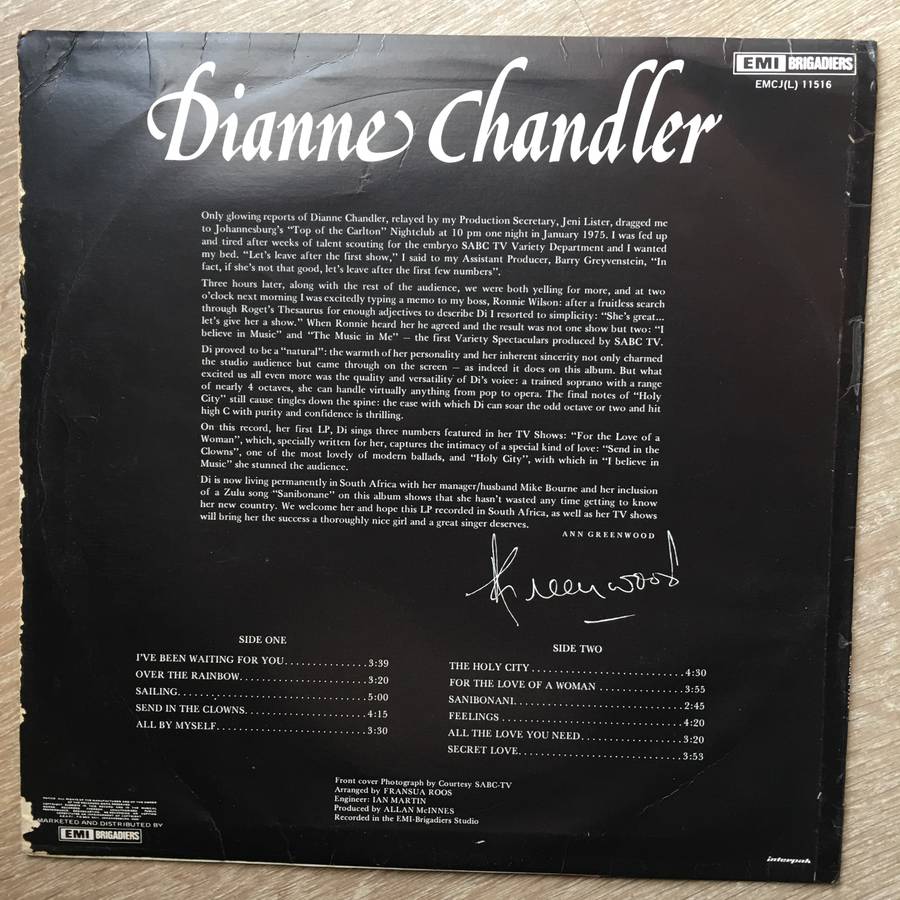 EMI BRIGADIERS
EMCJ(L) 11516
Dianne Chandler
Only glowing reports of Dianne Chandler, relayed by my Production Secretary, Jeni Lister, dragged me
to Johannesburg's "Top of the Carlton" Nightclub at 10 pm one night in January 1975. I was fed up
and tired after weeks of talent scouting for the embryo SABC TV Variety Department and I wanted
my bed. "Let's leave after the first show," I said to my Assistant Producer, Barry Greyvenstein, "In
fact, if she's not that good, let's leave after the first few numbers".
Three hours later, along with the rest of the audience, we were both yelling for more, and at two
o'clock next morning I was excitedly typing a memo to my boss, Ronnie Wilson: after a fruitless search
through Roget's Thesaurus for enough adjectives to describe Di I resorted to simplicity: "She's great...
let's give her a show." When Ronnie heard her he agreed and the result was not one show but two: "I
believe in Music" and "The Music in Me" — the first Variety Spectaculars produced by SABC TV.
Di proved to be a "natural": the warmth of her personality and her inherent sincerity not only charmed
the studio audience but came through on the screen — as indeed it does on this album. But what
excited us all even more was the quality and versatility of Di's voice: a trained soprano with a range
of nearly 4 octaves, she can handle virtually anything from pop to opera. The final notes of "Holy
City" still cause tingles down the spine: the ease with which Di can soar the odd octave or two and hit
high C with purity and confidence is thrilling.
On this record, her first LP, Di sings three numbers featured in her TV Shows: "For the Love of a
Woman", which, specially written for her, captures the intimacy of a special kind of love: "Send in the
Clowns", one of the most lovely of modern ballads, and "Holy City", with which in "I believe in
Music" she stunned the audience.
Di is now living permanently in South Africa with her manager/husband Mike Bourne and her inclusion
of a Zulu song "Sanibonane" on this album shows that she hasn't wasted any time getting to know
her new country. We welcome her and hope this LP recorded in South Africa, as well as her TV shows
will bring her the success a thoroughly nice girl and a great singer deserves.
ANN GREENWOOD
A Greenwood
SIDE ONE
I'VE BEEN WAITING FOR YOU...............3:39
OVER THE RAINBOW.......................3:20
SAILING..................................5:00
SEND IN THE CLOWNS......................4:15
ALL BY MYSELF...........................3:30
SIDE TWO
THE HOLY CITY...........................4:30
FOR THE LOVE OF A WOMAN................3:55
SANIBONANI..............................2:45
FEELINGS................................4:20
ALL THE LOVE YOU NEED..................3:20
SECRET LOVE.............................3:53
Front cover Photograph by Courtesy SABC-TV
Arranged by FRANSUA ROOS
Engineer: IAN MARTIN
Produced by ALLAN McINNES
Recorded in the EMI-Brigadiers Studio
MARKETED AND DISTRIBUTED BY
EMI BRIGADIERS
interpak